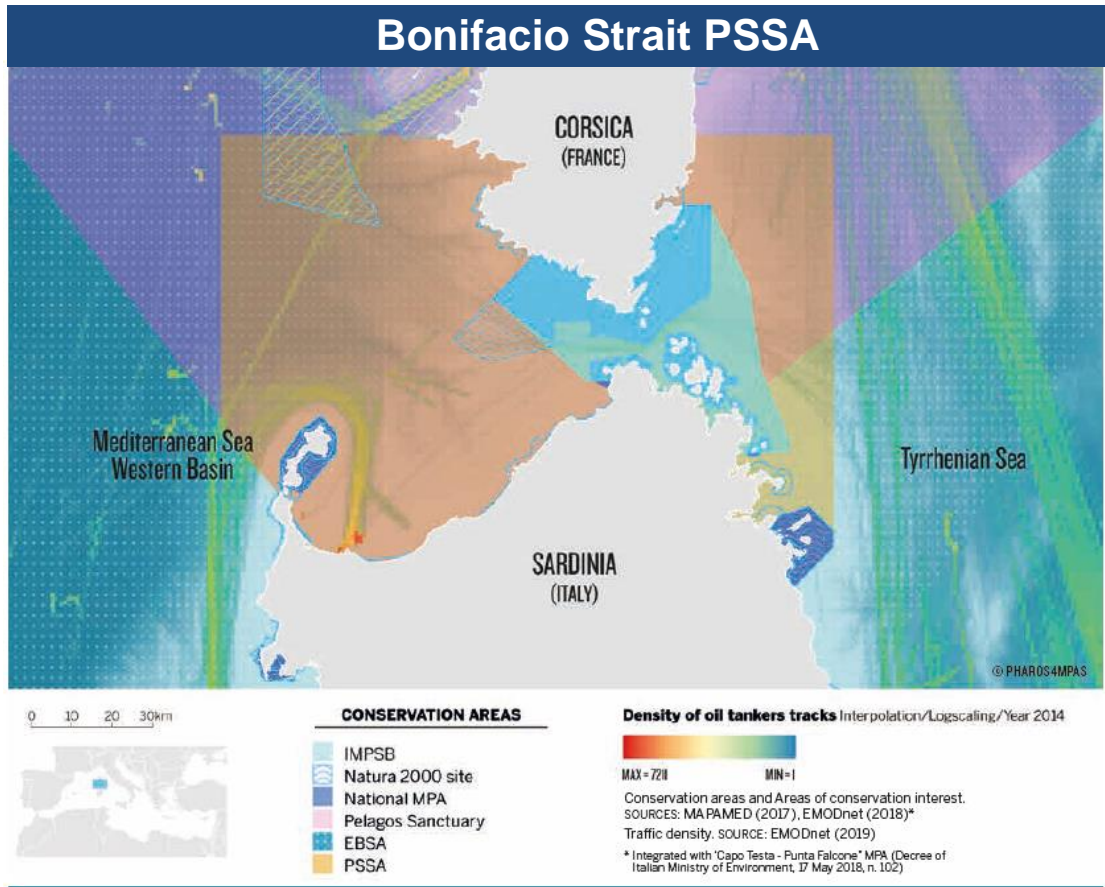 Bonifacio Strait PSSA
CORSICA
(FRANCE)
Mediterranean Sea
Western Basin
Tyrrhenian Sea
SARDINIA
(ITALY)
© PHAROS4MPAS
0 10 20 30km
CONSERVATION AREAS
IMPSB
Natura 2000 site
National MPA
Pelagos Sanctuary
EBSA
PSSA
Density of oil tankers tracks Interpolation/Logscaling/Year 2014
MAX = 7211 MIN = 1
Conservation areas and Areas of conservation interest.
SOURCES: MAPAMED (2017), EMODnet (2018)*
Traffic density. SOURCE: EMODnet (2019)
* Integrated with "Capo Testa - Punta Falcone" MPA (Decree of
Italian Ministry of Environment, 17 May 2018, n. 102)